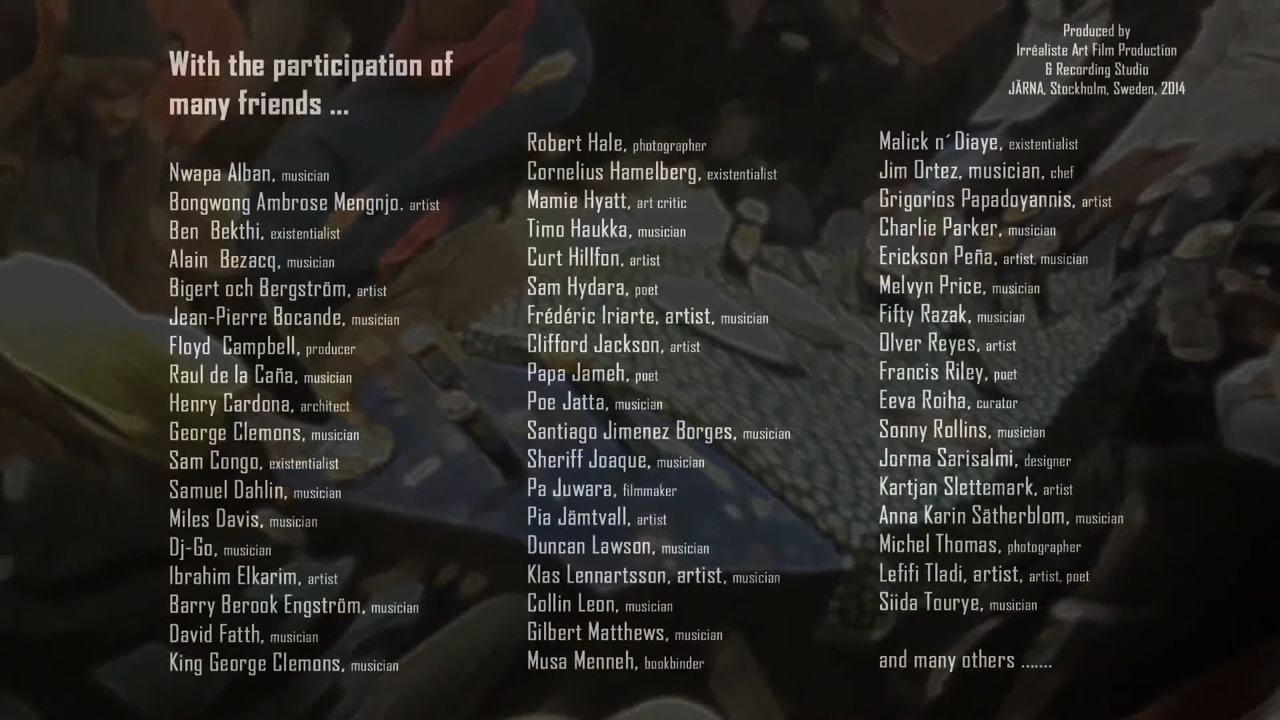 With the participation of
many friends ...
Nwapa Alban, musician
Bongwong Ambrose Mengnjo. artist
Ben Bekthi, existentialist
Alain Bezacq, musician
Bigert och Bergström, artist
Jean-Pierre Bocande, musician
Floyd Campbell, producer
Raul de la Caña, musician
Henry Cardona, architect
George Clemons, musician
Sam Congo, existentialist
Samuel Dahlin, musician
Miles Davis, musician
Dj-Go, musician
Ibrahim Elkarim, artist
Barry Berook Engström, musician
David Fatth, musician
King George Clemons, musician
Robert Hale, photographer
Cornelius Hamelberg, existentialist
Mamie Hyatt, art critic
Timo Haukka, musician
Curt Hillfon, artist
Sam Hydara, poet
Frédéric Iriarte, artist, musician
Clifford Jackson, artist
Papa Jameh, poet
Poe Jatta, musician
Santiago Jimenez Borges, musician
Sheriff Joaque, musician
Pa Juwara, filmmaker
Pia Jämtvall, artist
Duncan Lawson, musician
Klas Lennartsson, artist, musician
Collin Leon, musician
Gilbert Matthews, musician
Musa Menneh, bookbinder
Produced by
Irréaliste Art Film Production
& Recording Studio
JÄRNA, Stockholm, Sweden, 2014
Malick n´Diaye, existentialist
Jim Ortez, musician, chef
Grigorios Papadoyannis, artist
Charlie Parker, musician
Erickson Peña, artist, musician
Melvyn Price, musician
Fifty Razak, musician
Olver Reyes, artist
Francis Riley, poet
Eeva Roiha, curator
Sonny Rollins, musician
Jorma Sarisalmi, designer
Kartjan Slettemark, artist
Anna Karin Sätherblom, musician
Michel Thomas, photographer
Lefifi Tladi, artist, artist, poet
Siida Tourye, musician
and many others .......